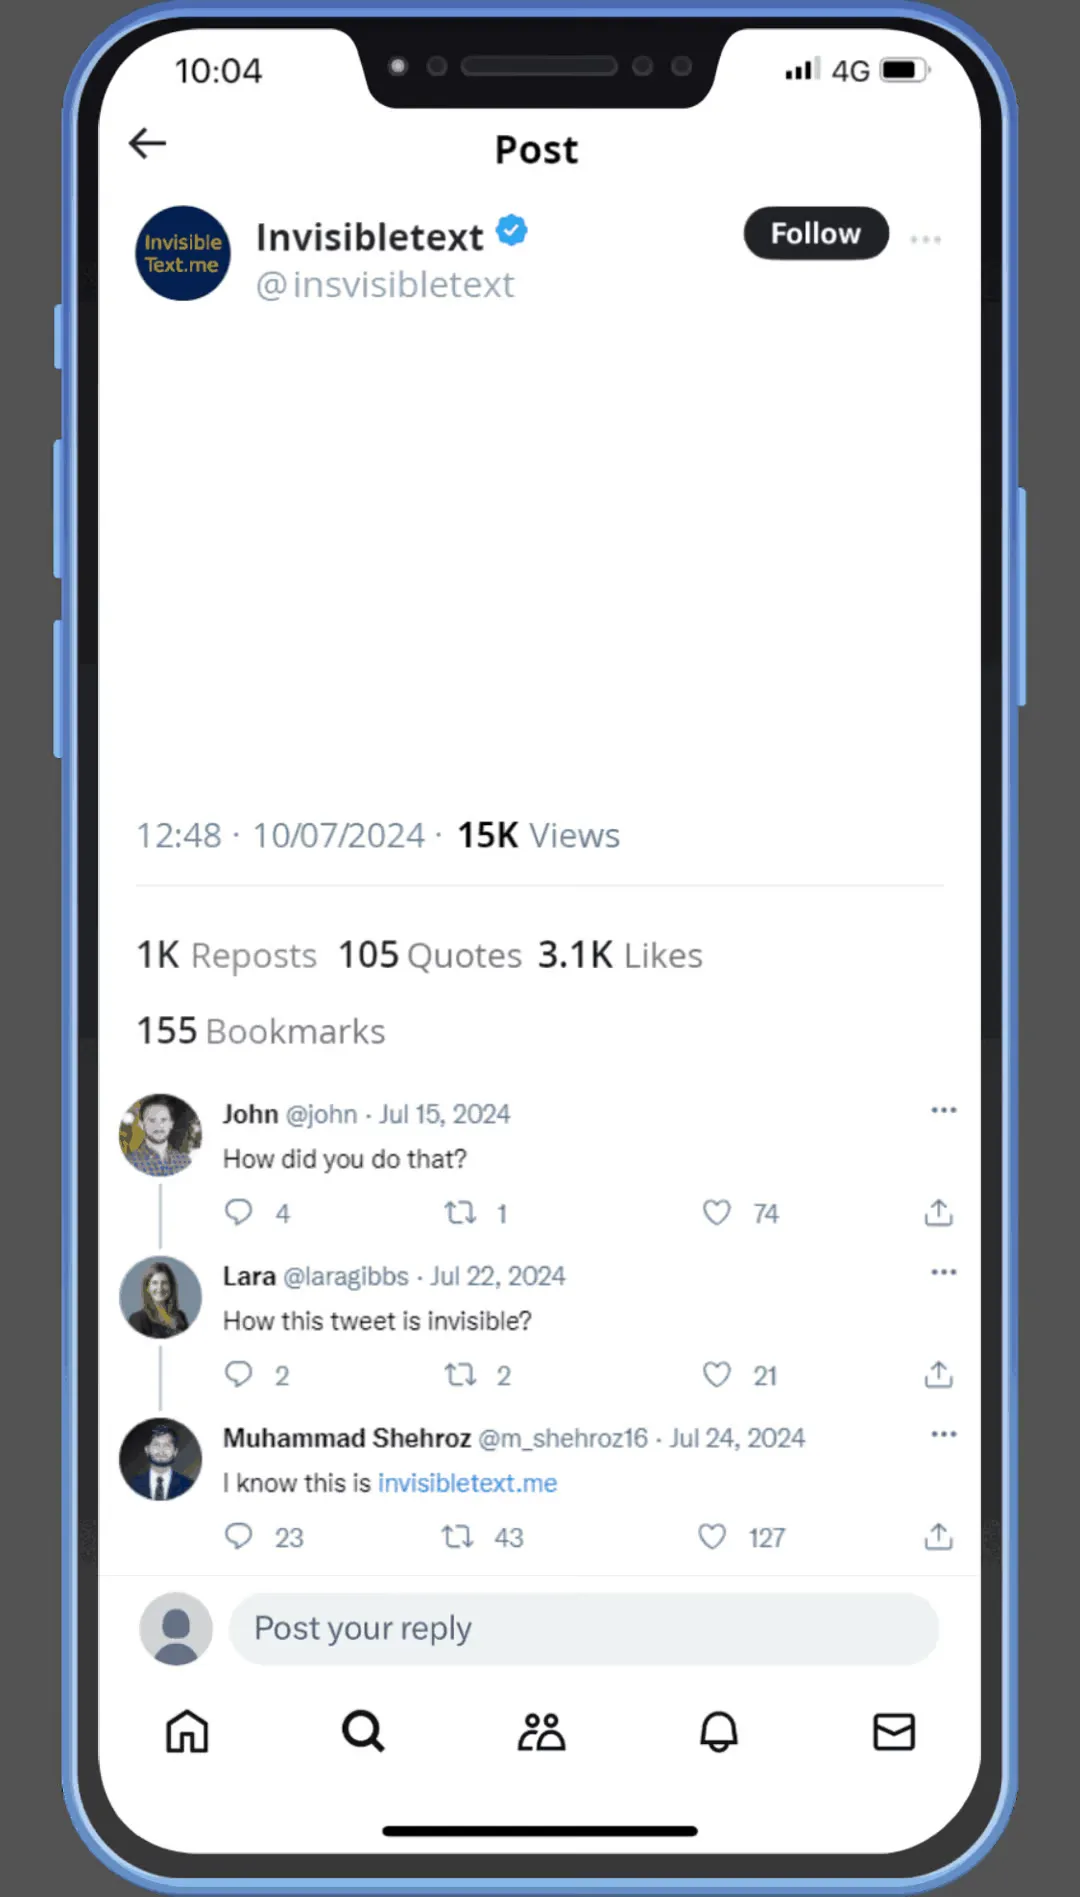 10:04
4G
Post
Invisible
Text.me
Invisibletext
Follow
@insvisibletext
12:48 · 10/07/2024 · 15K Views
1K Reposts 105 Quotes 3.1K Likes
155 Bookmarks
John @john · Jul 15, 2024
How did you do that?
4 1 74
Lara @laragibbs · Jul 22, 2024
How this tweet is invisible?
2 2 21
Muhammad Shehroz @m_shehroz16 · Jul 24, 2024
I know this is invisibletext.me
23 43 127
Post your reply